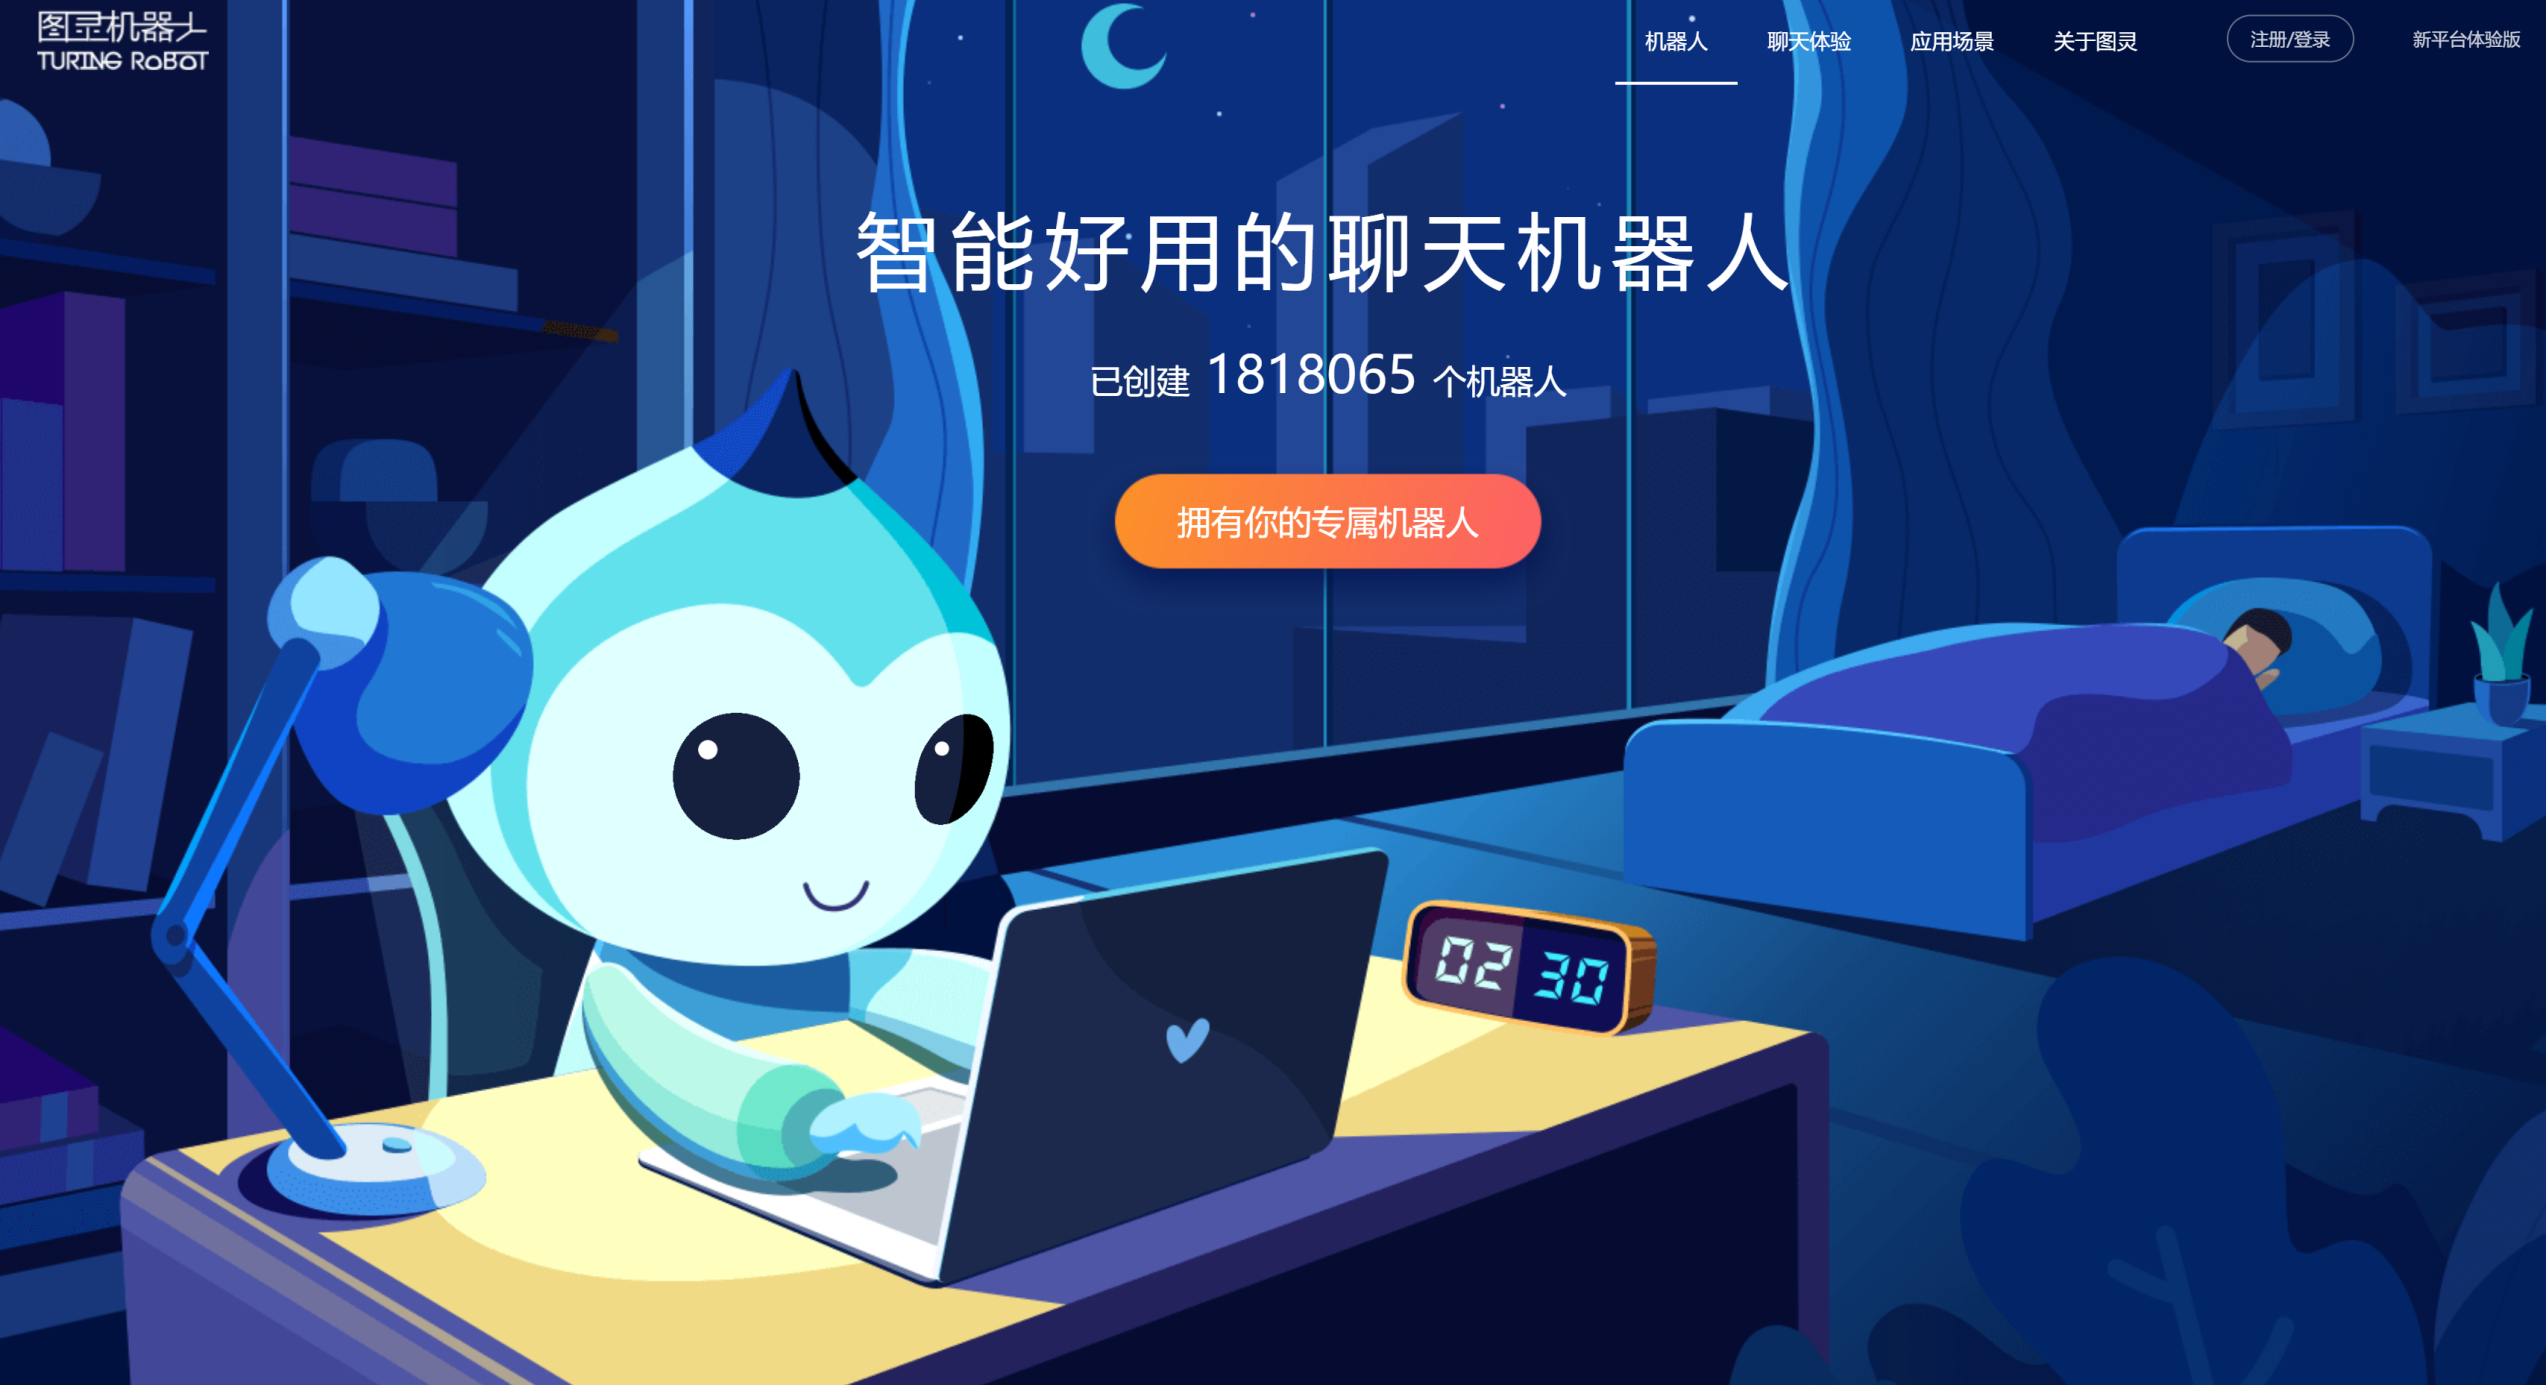 图灵机器人
TURING ROBOT
机器人 聊天体验 应用场景 关于图灵 注册/登录 新平台体验版
智能好用的聊天机器人
已创建 1818065 个机器人
拥有你的专属机器人
02 30